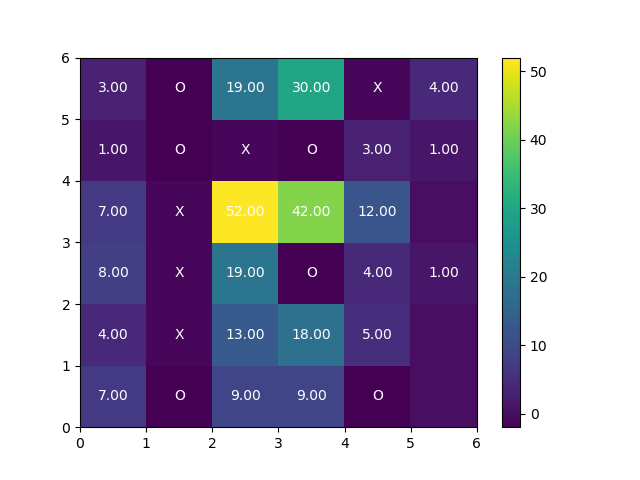 6
3.00 O 19.00 30.00 X 4.00
50
5
1.00 O X O 3.00 1.00
40
4
7.00 X 52.00 42.00 12.00
30
3
8.00 X 19.00 O 4.00 1.00
20
2
4.00 X 13.00 18.00 5.00
10
1
7.00 O 9.00 9.00 O
0
0
0 1 2 3 4 5 6